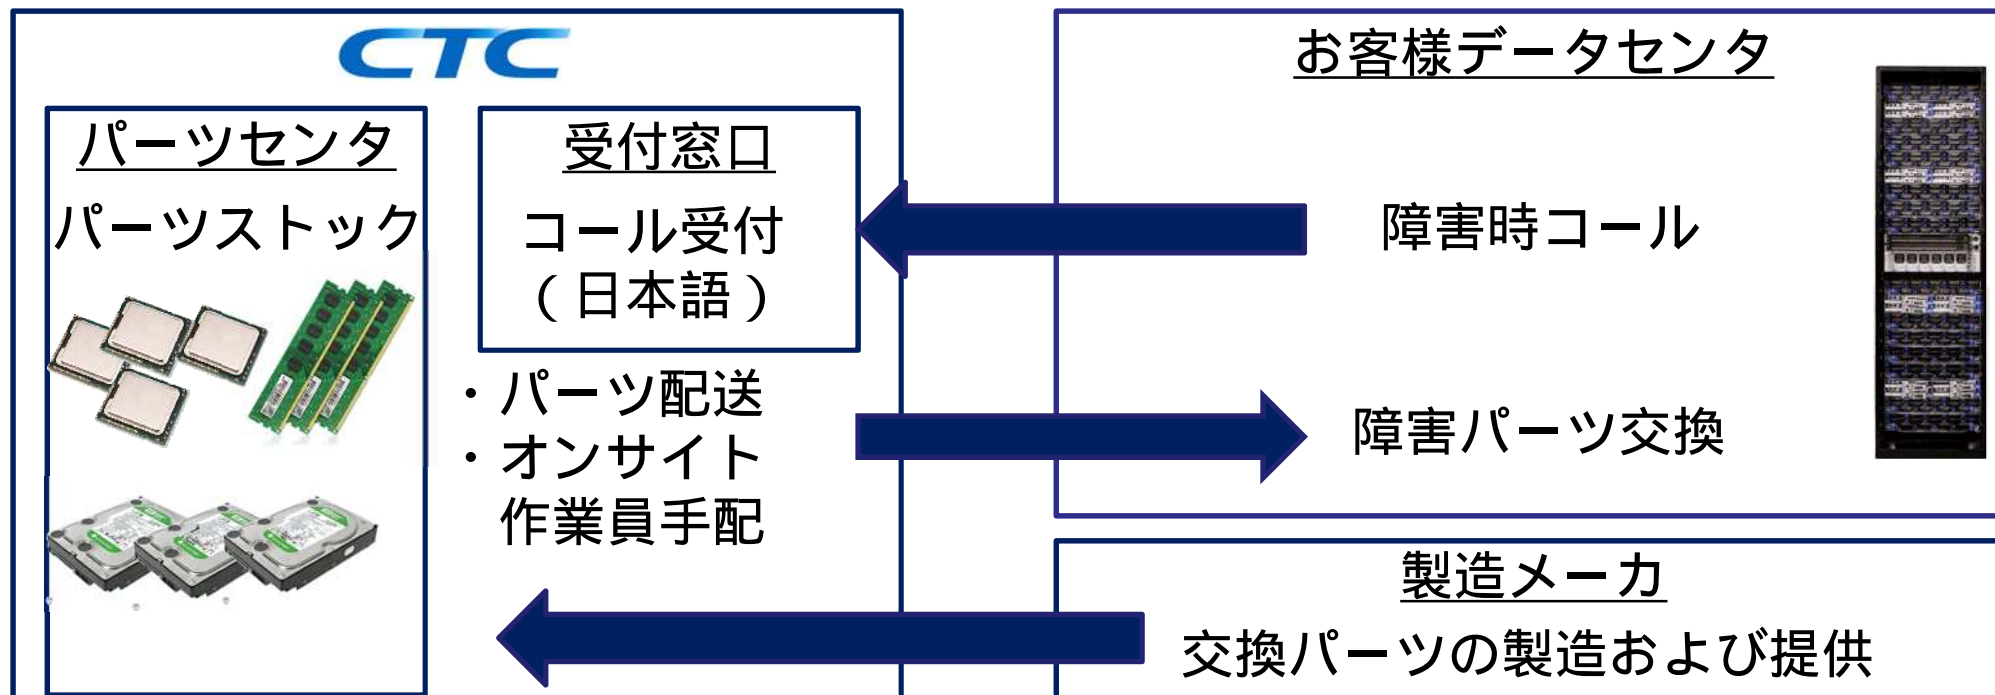 CTC
パーツセンタ
パーツストック
受付窓口
コール受付
（日本語）
・パーツ配送
・オンサイト
作業員手配
お客様データセンタ
障害時コール
障害パーツ交換
製造メーカ
交換パーツの製造および提供